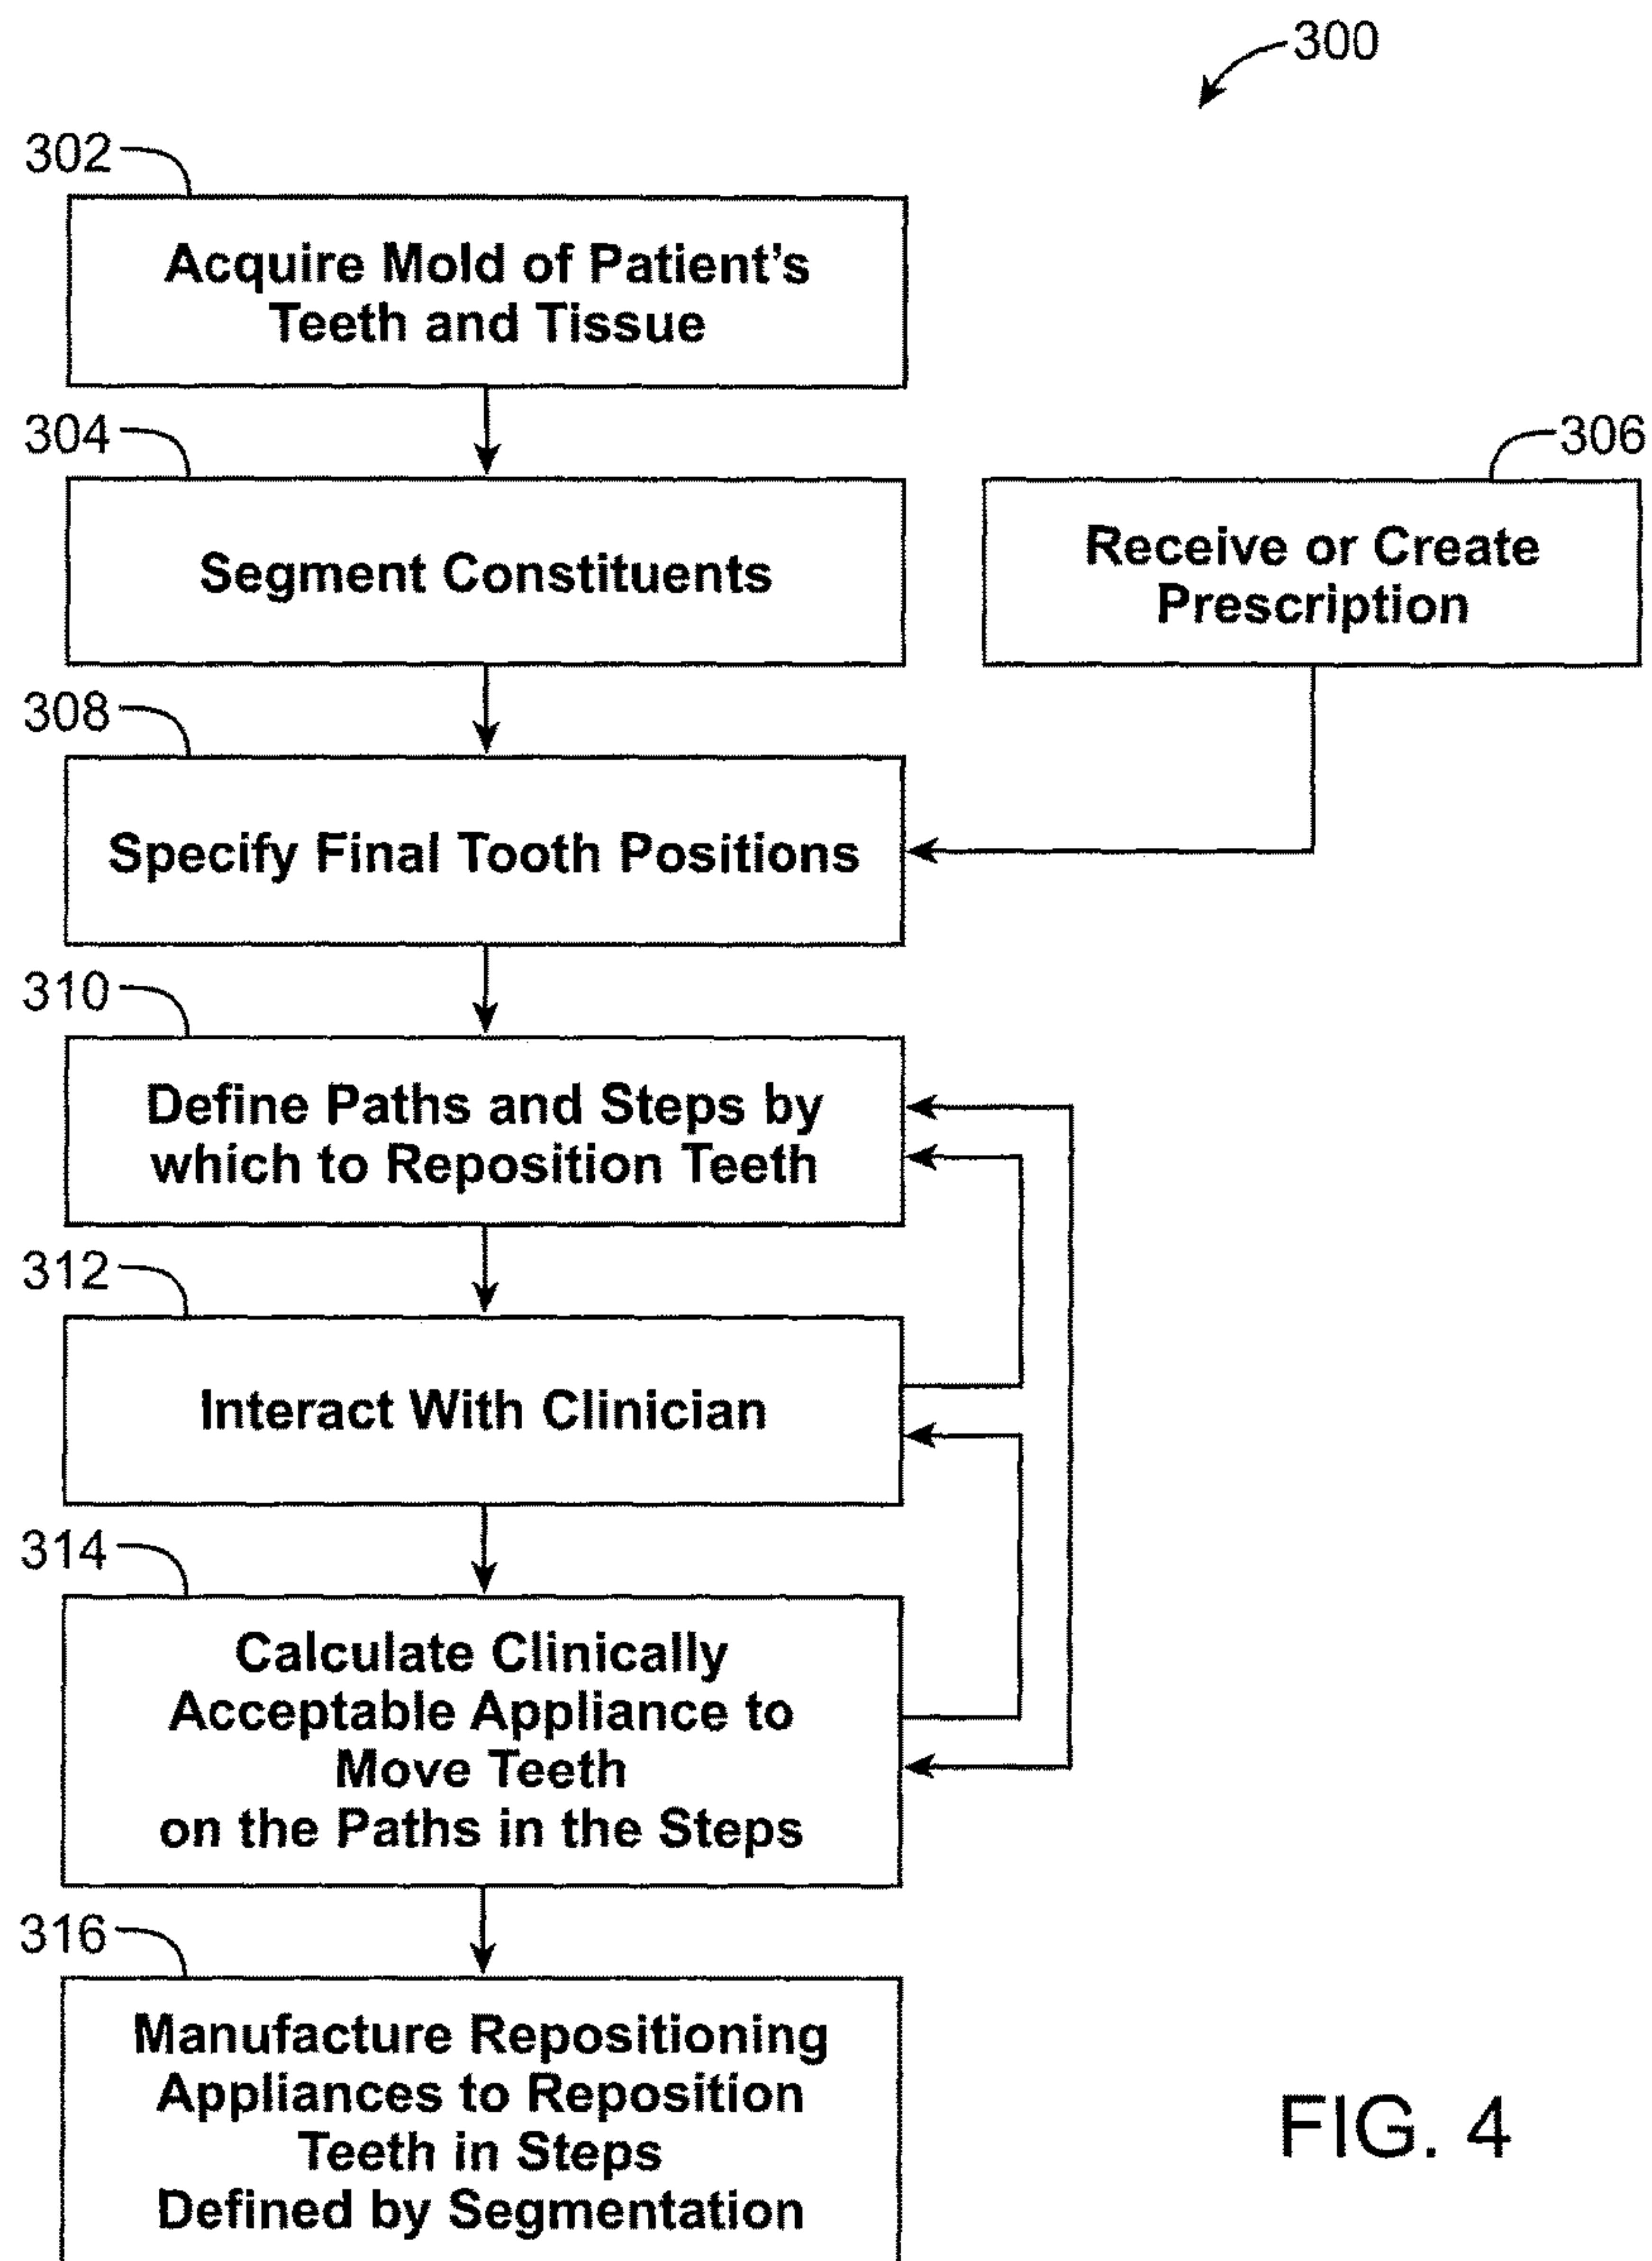 300
302
Acquire Mold of Patient's
Teeth and Tissue
304
Segment Constituents
306
Receive or Create
Prescription
308
Specify Final Tooth Positions
310
Define Paths and Steps by
which to Reposition Teeth
312
Interact With Clinician
314
Calculate Clinically
Acceptable Appliance to
Move Teeth
on the Paths in the Steps
316
Manufacture Repositioning
Appliances to Reposition
Teeth in Steps
Defined by Segmentation
FIG. 4